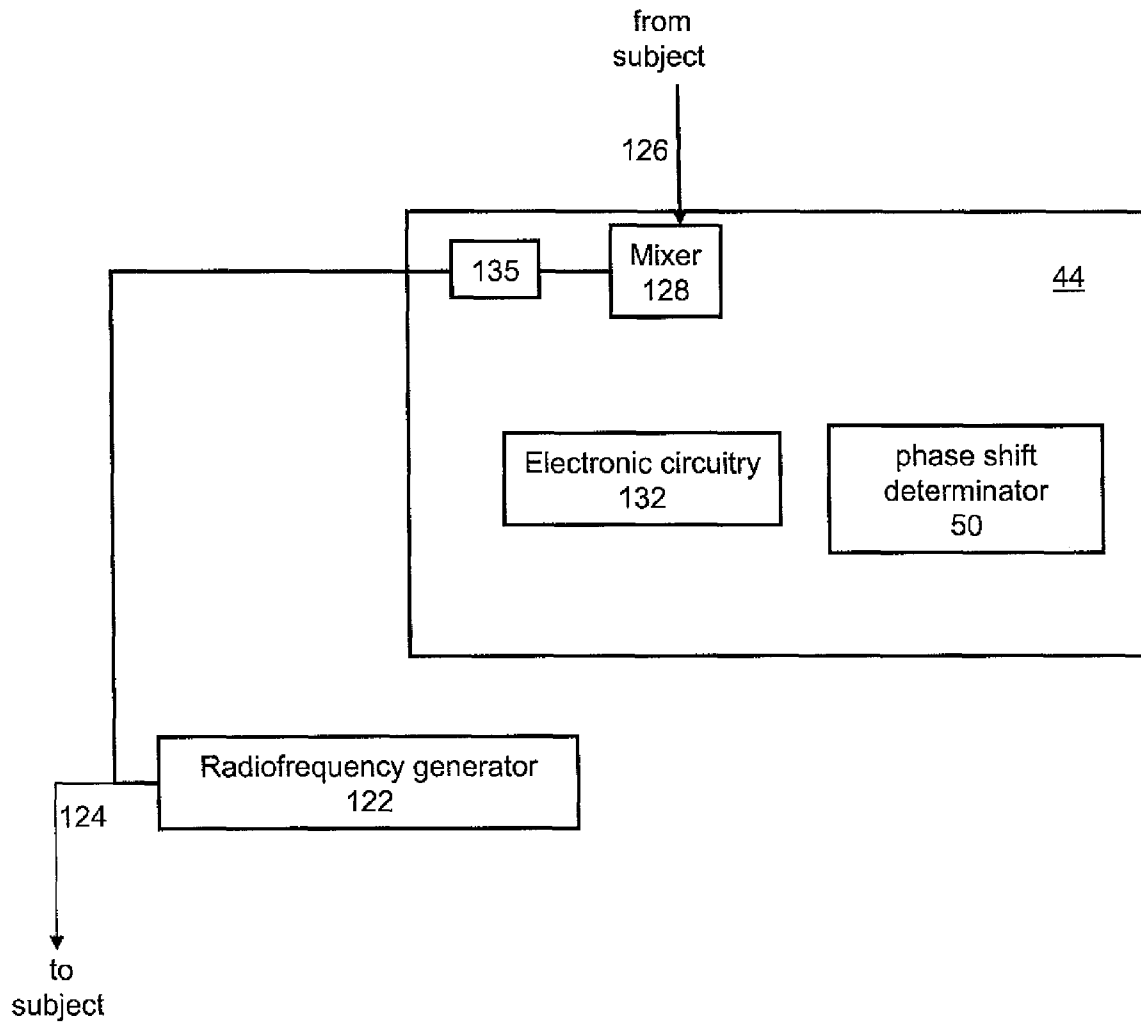 from
subject
126
135
Mixer
128
44
Electronic circuitry
132
phase shift
determinator
50
Radiofrequency generator
122
124
to
subject